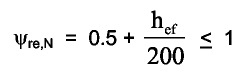 ψre,N = 0.5 + hef/200 ≤ 1